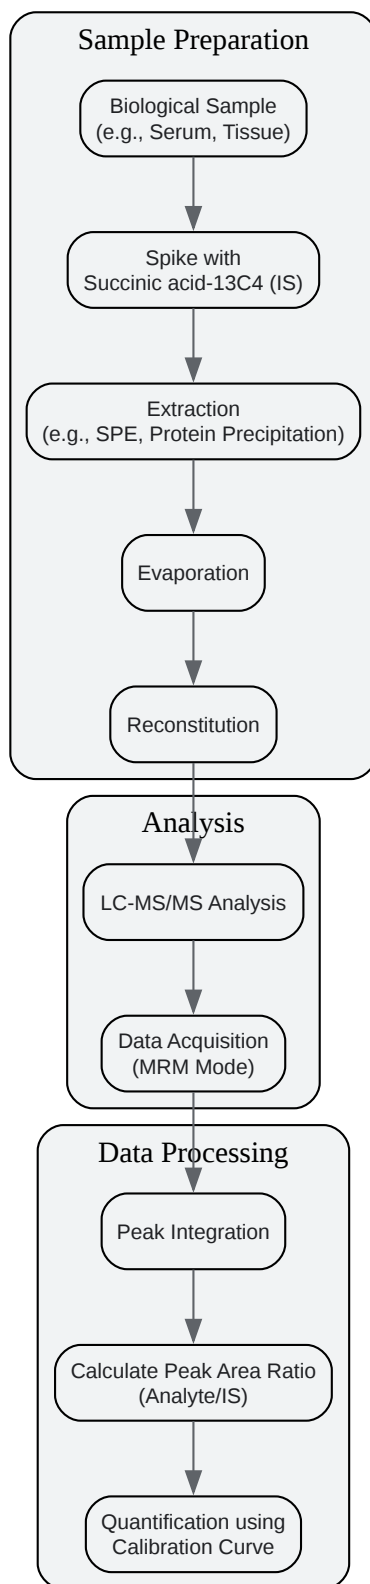 Sample Preparation
Biological Sample
(e.g., Serum, Tissue)
Spike with
Succinic acid-13C4 (IS)
Extraction
(e.g., SPE, Protein Precipitation)
Evaporation
Reconstitution
Analysis
LC-MS/MS Analysis
Data Acquisition
(MRM Mode)
Data Processing
Peak Integration
Calculate Peak Area Ratio
(Analyte/IS)
Quantification using
Calibration Curve